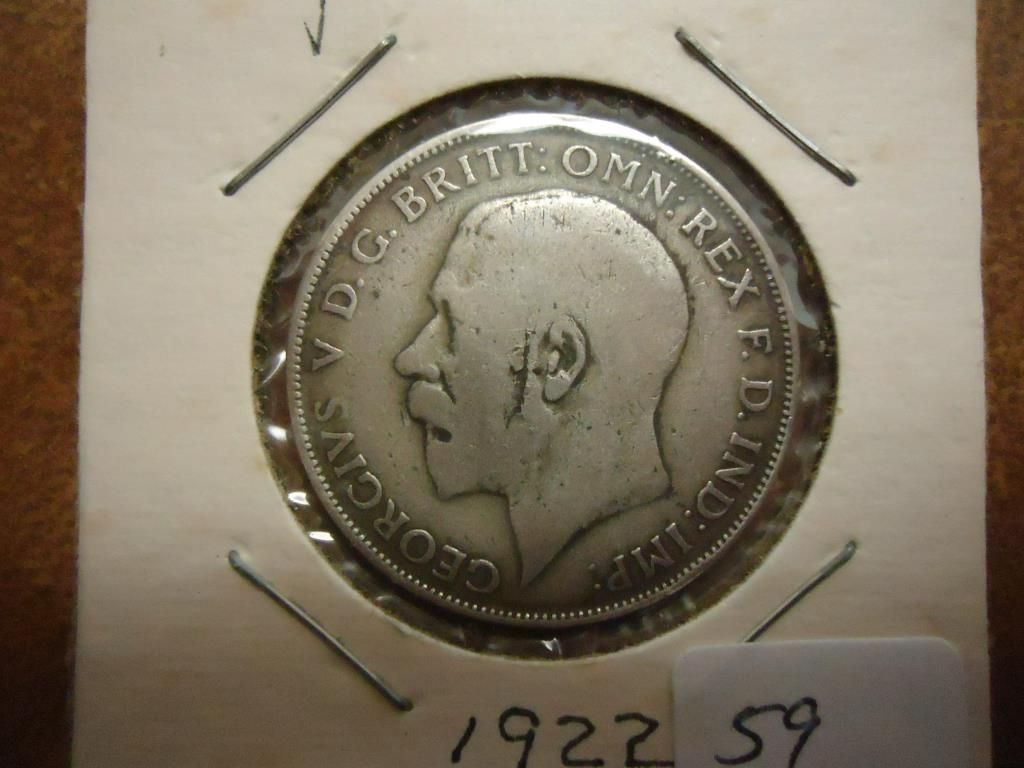 GEORGIVS V D.G. BRITT: OMN: REX F.D. IND: IMP:
1922 59